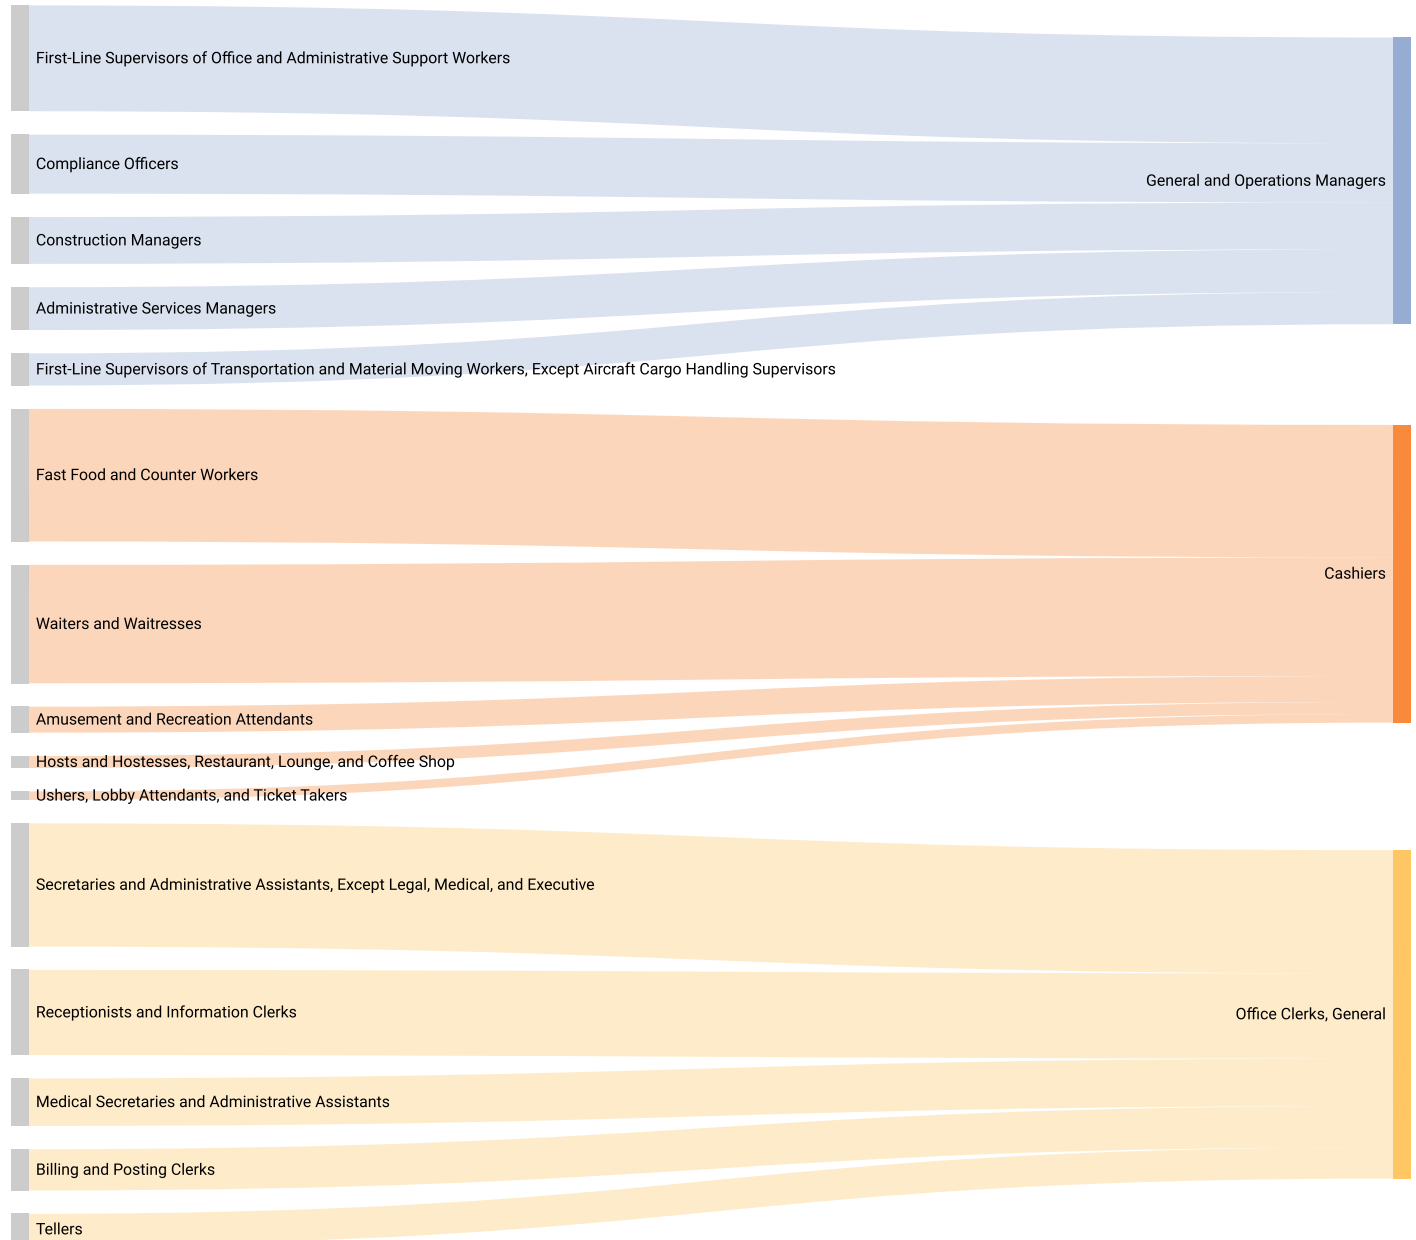 First-Line Supervisors of Office and Administrative Support Workers
Compliance Officers
General and Operations Managers
Construction Managers
Administrative Services Managers
First-Line Supervisors of Transportation and Material Moving Workers, Except Aircraft Cargo Handling Supervisors
Fast Food and Counter Workers
Cashiers
Waiters and Waitresses
Amusement and Recreation Attendants
Hosts and Hostesses, Restaurant, Lounge, and Coffee Shop
Ushers, Lobby Attendants, and Ticket Takers
Secretaries and Administrative Assistants, Except Legal, Medical, and Executive
Receptionists and Information Clerks
Office Clerks, General
Medical Secretaries and Administrative Assistants
Billing and Posting Clerks
Tellers